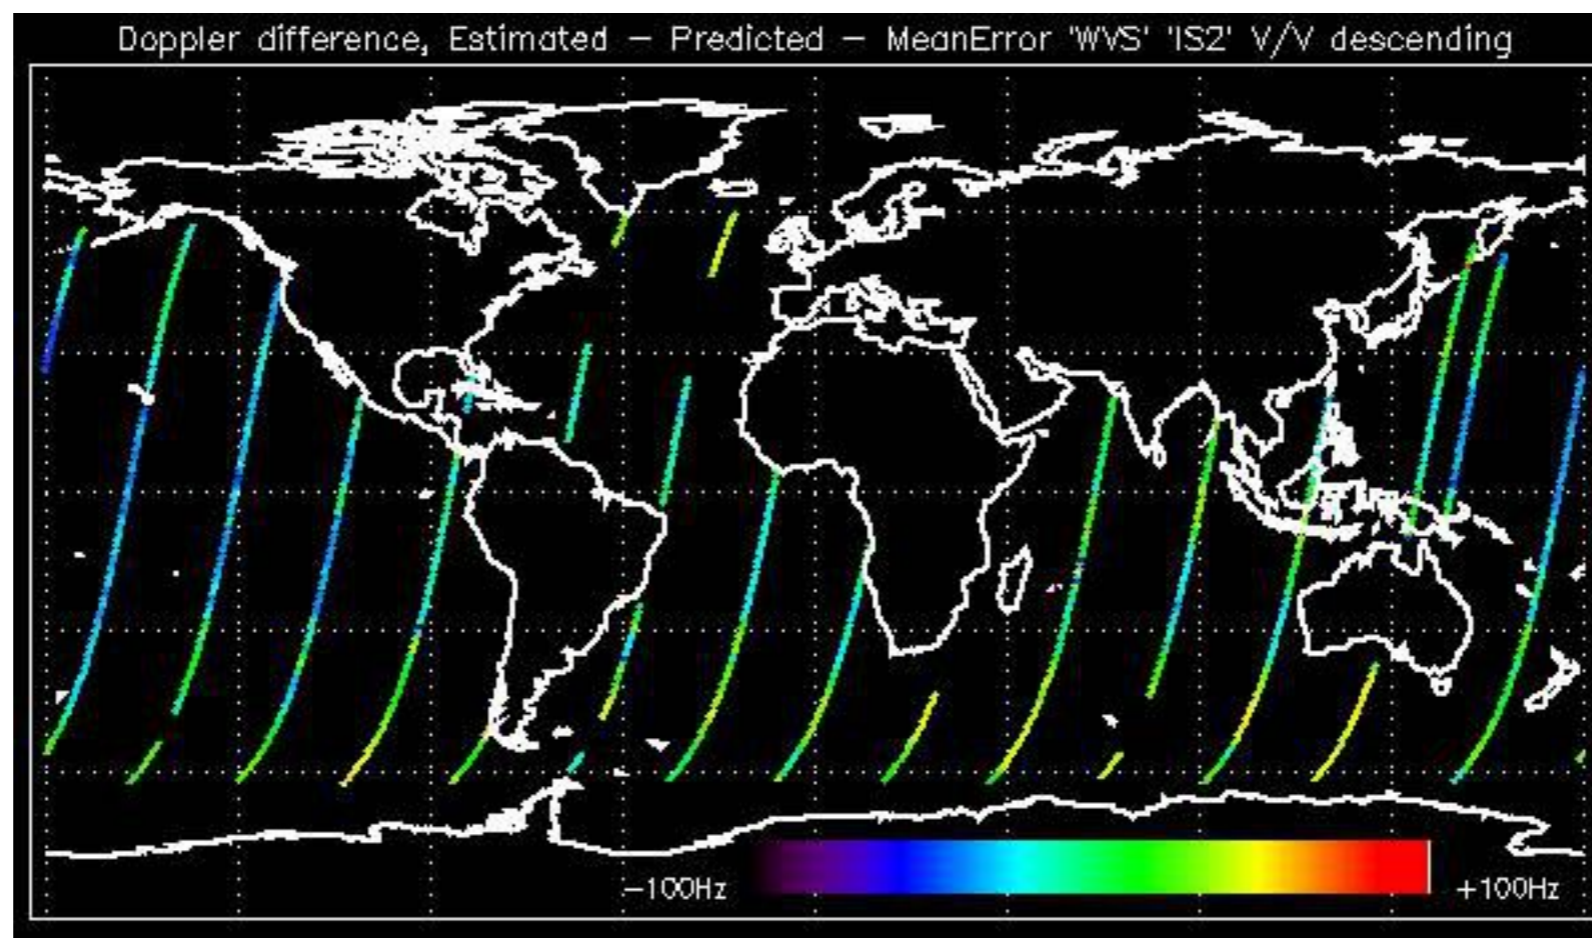 Doppler difference, Estimated – Predicted – MeanError 'WVS' 'IS2' V/V descending
−100Hz
+100Hz